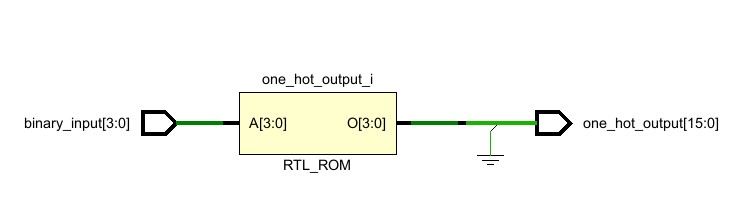 one_hot_output_i
binary_input[3:0]
A[3:0]
O[3:0]
one_hot_output[15:0]
RTL_ROM